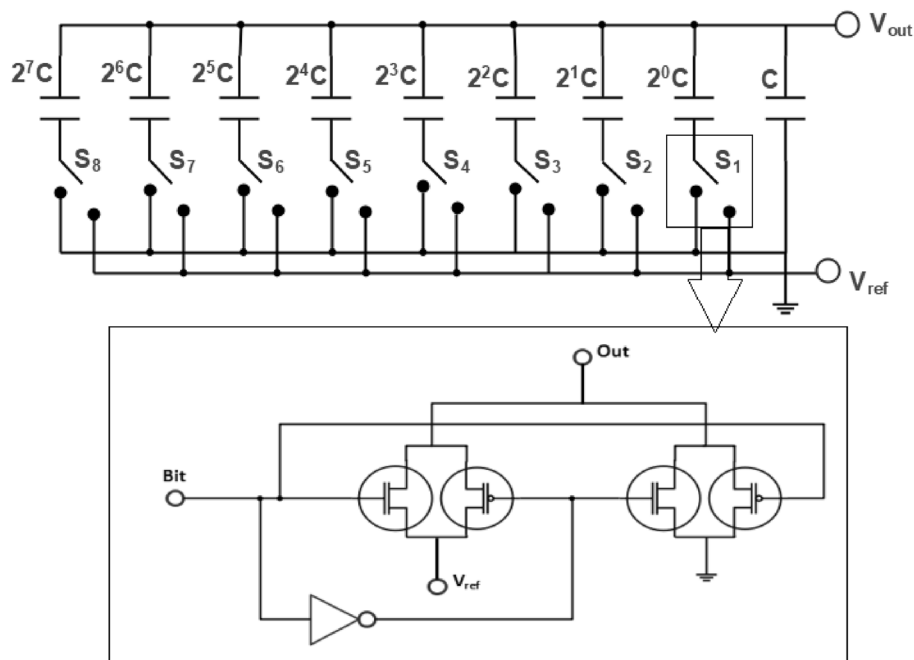 V_out
2⁷C 2⁶C 2⁵C 2⁴C 2³C 2²C 2¹C 2⁰C C
S₈ S₇ S₆ S₅ S₄ S₃ S₂ S₁
V_ref
Out
Bit
V_ref